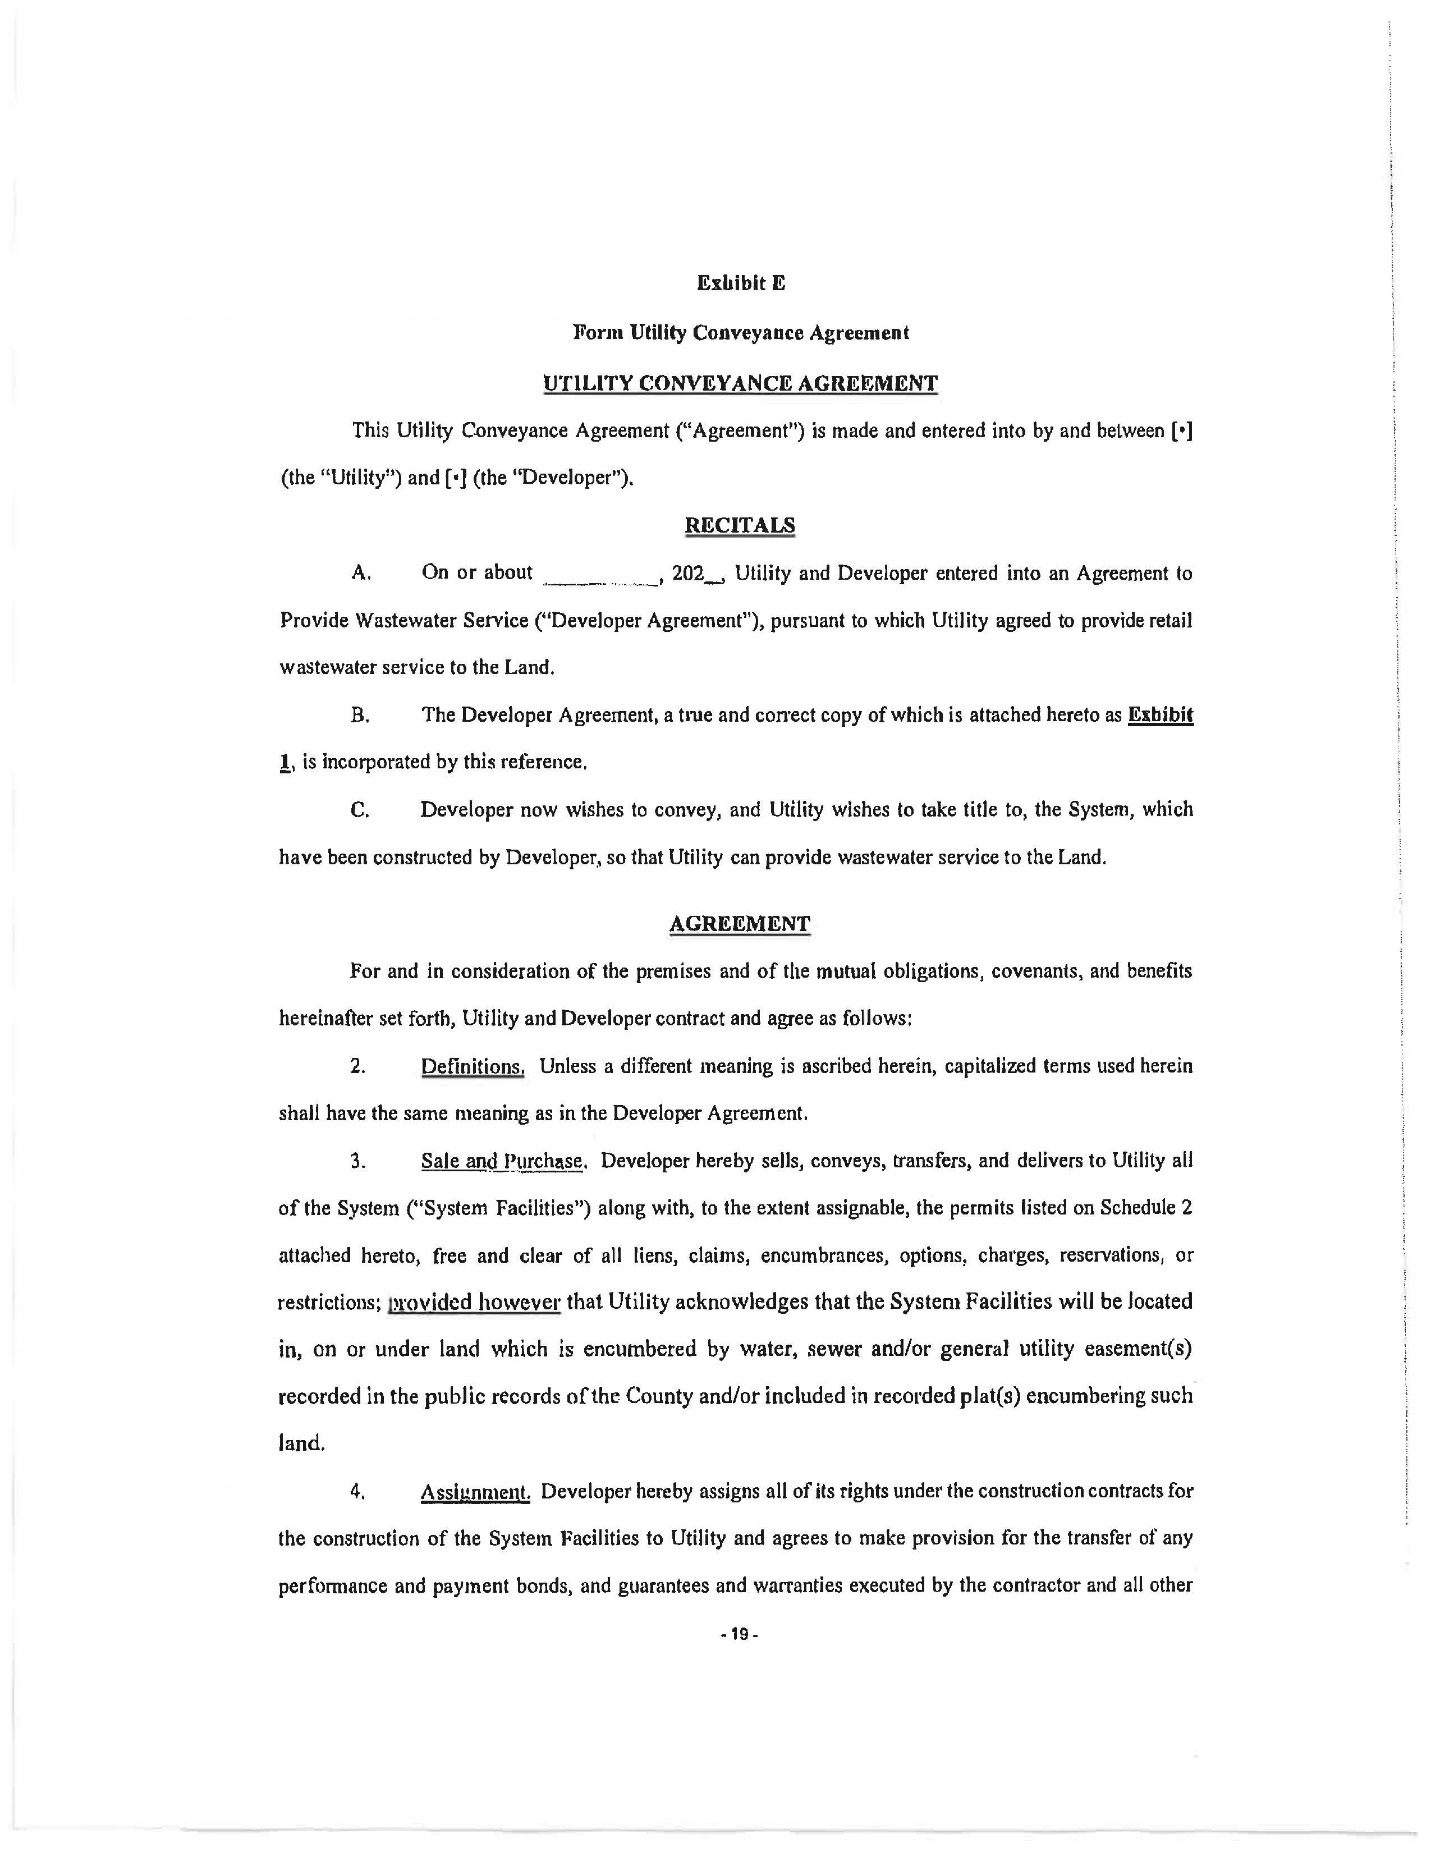 Exhibit E
Form Utility Conveyance Agreement
UTILITY CONVEYANCE AGREEMENT
This Utility Conveyance Agreement (“Agreement”) is made and entered into by and between [•]
(the “Utility”) and [•] (the “Developer”).
RECITALS
A. On or about __________, 202_, Utility and Developer entered into an Agreement to
Provide Wastewater Service (“Developer Agreement”), pursuant to which Utility agreed to provide retail
wastewater service to the Land.
B. The Developer Agreement, a true and correct copy of which is attached hereto as Exhibit
1, is incorporated by this reference.
C. Developer now wishes to convey, and Utility wishes to take title to, the System, which
have been constructed by Developer, so that Utility can provide wastewater service to the Land.
AGREEMENT
For and in consideration of the premises and of the mutual obligations, covenants, and benefits
hereinafter set forth, Utility and Developer contract and agree as follows:
2. Definitions. Unless a different meaning is ascribed herein, capitalized terms used herein
shall have the same meaning as in the Developer Agreement.
3. Sale and Purchase. Developer hereby sells, conveys, transfers, and delivers to Utility all
of the System (“System Facilities”) along with, to the extent assignable, the permits listed on Schedule 2
attached hereto, free and clear of all liens, claims, encumbrances, options, charges, reservations, or
restrictions; provided however that Utility acknowledges that the System Facilities will be located
in, on or under land which is encumbered by water, sewer and/or general utility easement(s)
recorded in the public records of the County and/or included in recorded plat(s) encumbering such
land.
4. Assignment. Developer hereby assigns all of its rights under the construction contracts for
the construction of the System Facilities to Utility and agrees to make provision for the transfer of any
performance and payment bonds, and guarantees and warranties executed by the contractor and all other
- 19 -